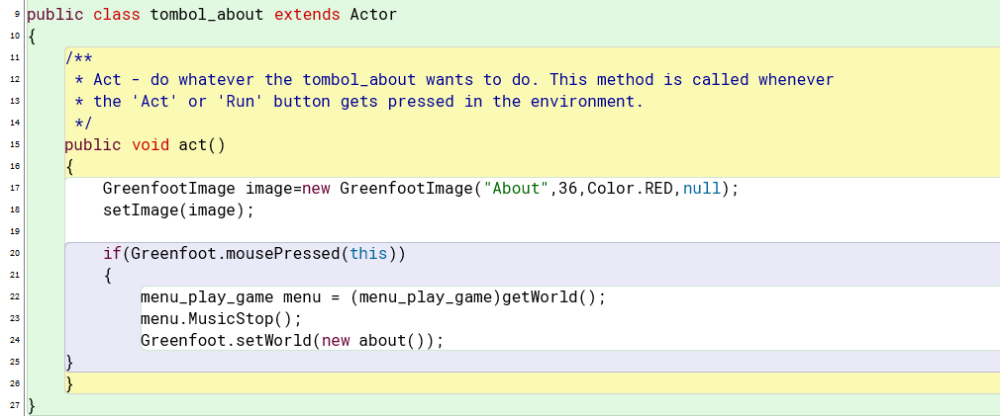 9 public class tombol_about extends Actor
10 {
11 /**
12 * Act - do whatever the tombol_about wants to do. This method is called whenever
13 * the 'Act' or 'Run' button gets pressed in the environment.
14 */
15 public void act()
16 {
17 GreenfootImage image=new GreenfootImage("About",36,Color.RED,null);
18 setImage(image);
19
20 if(Greenfoot.mousePressed(this))
21 {
22 menu_play_game menu = (menu_play_game)getWorld();
23 menu.MusicStop();
24 Greenfoot.setWorld(new about());
25 }
26 }
27 }